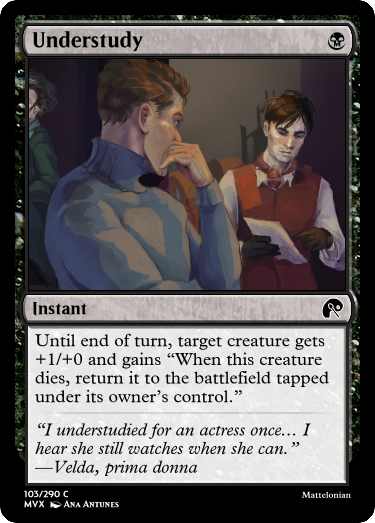 Understudy
Instant
Until end of turn, target creature gets
+1/+0 and gains “When this creature
dies, return it to the battlefield tapped
under its owner’s control.”
“I understudied for an actress once… I
hear she still watches when she can.”
—Velda, prima donna
103/290 C
MVX Ana Antunes
Mattelonian